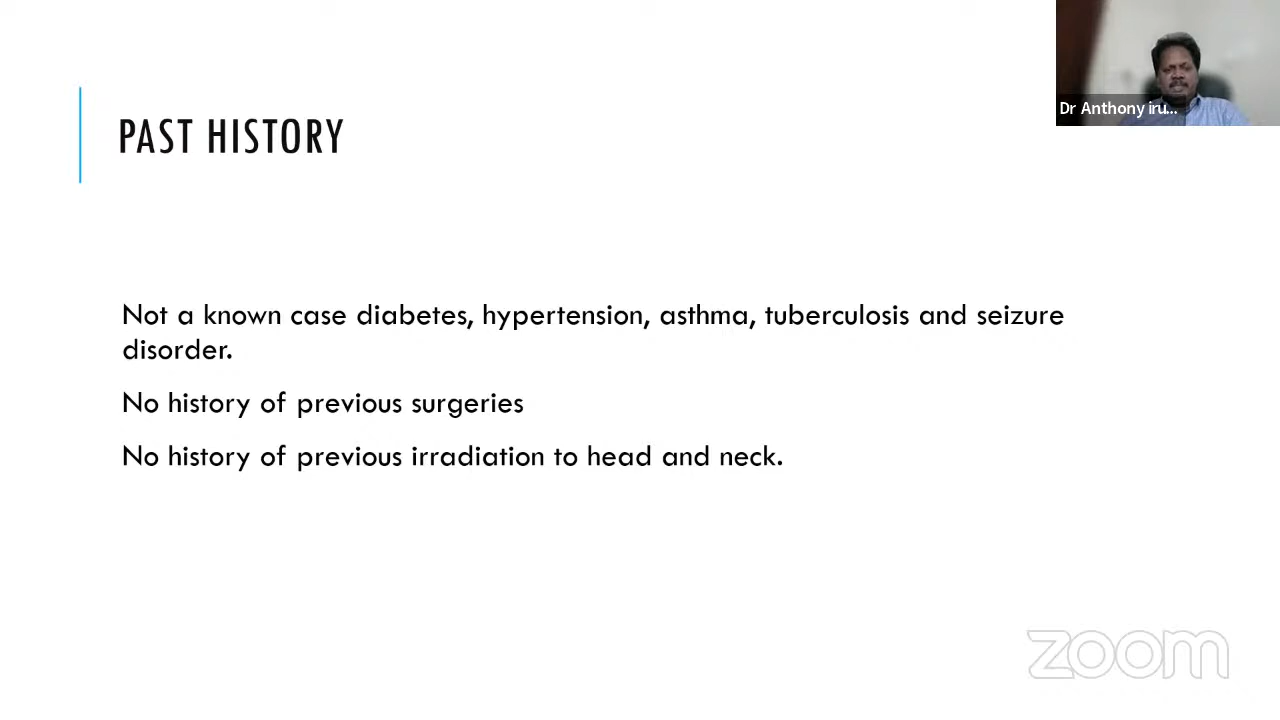 PAST HISTORY
Dr Anthony iru...
Not a known case diabetes, hypertension, asthma, tuberculosis and seizure
disorder.
No history of previous surgeries
No history of previous irradiation to head and neck.
zoom